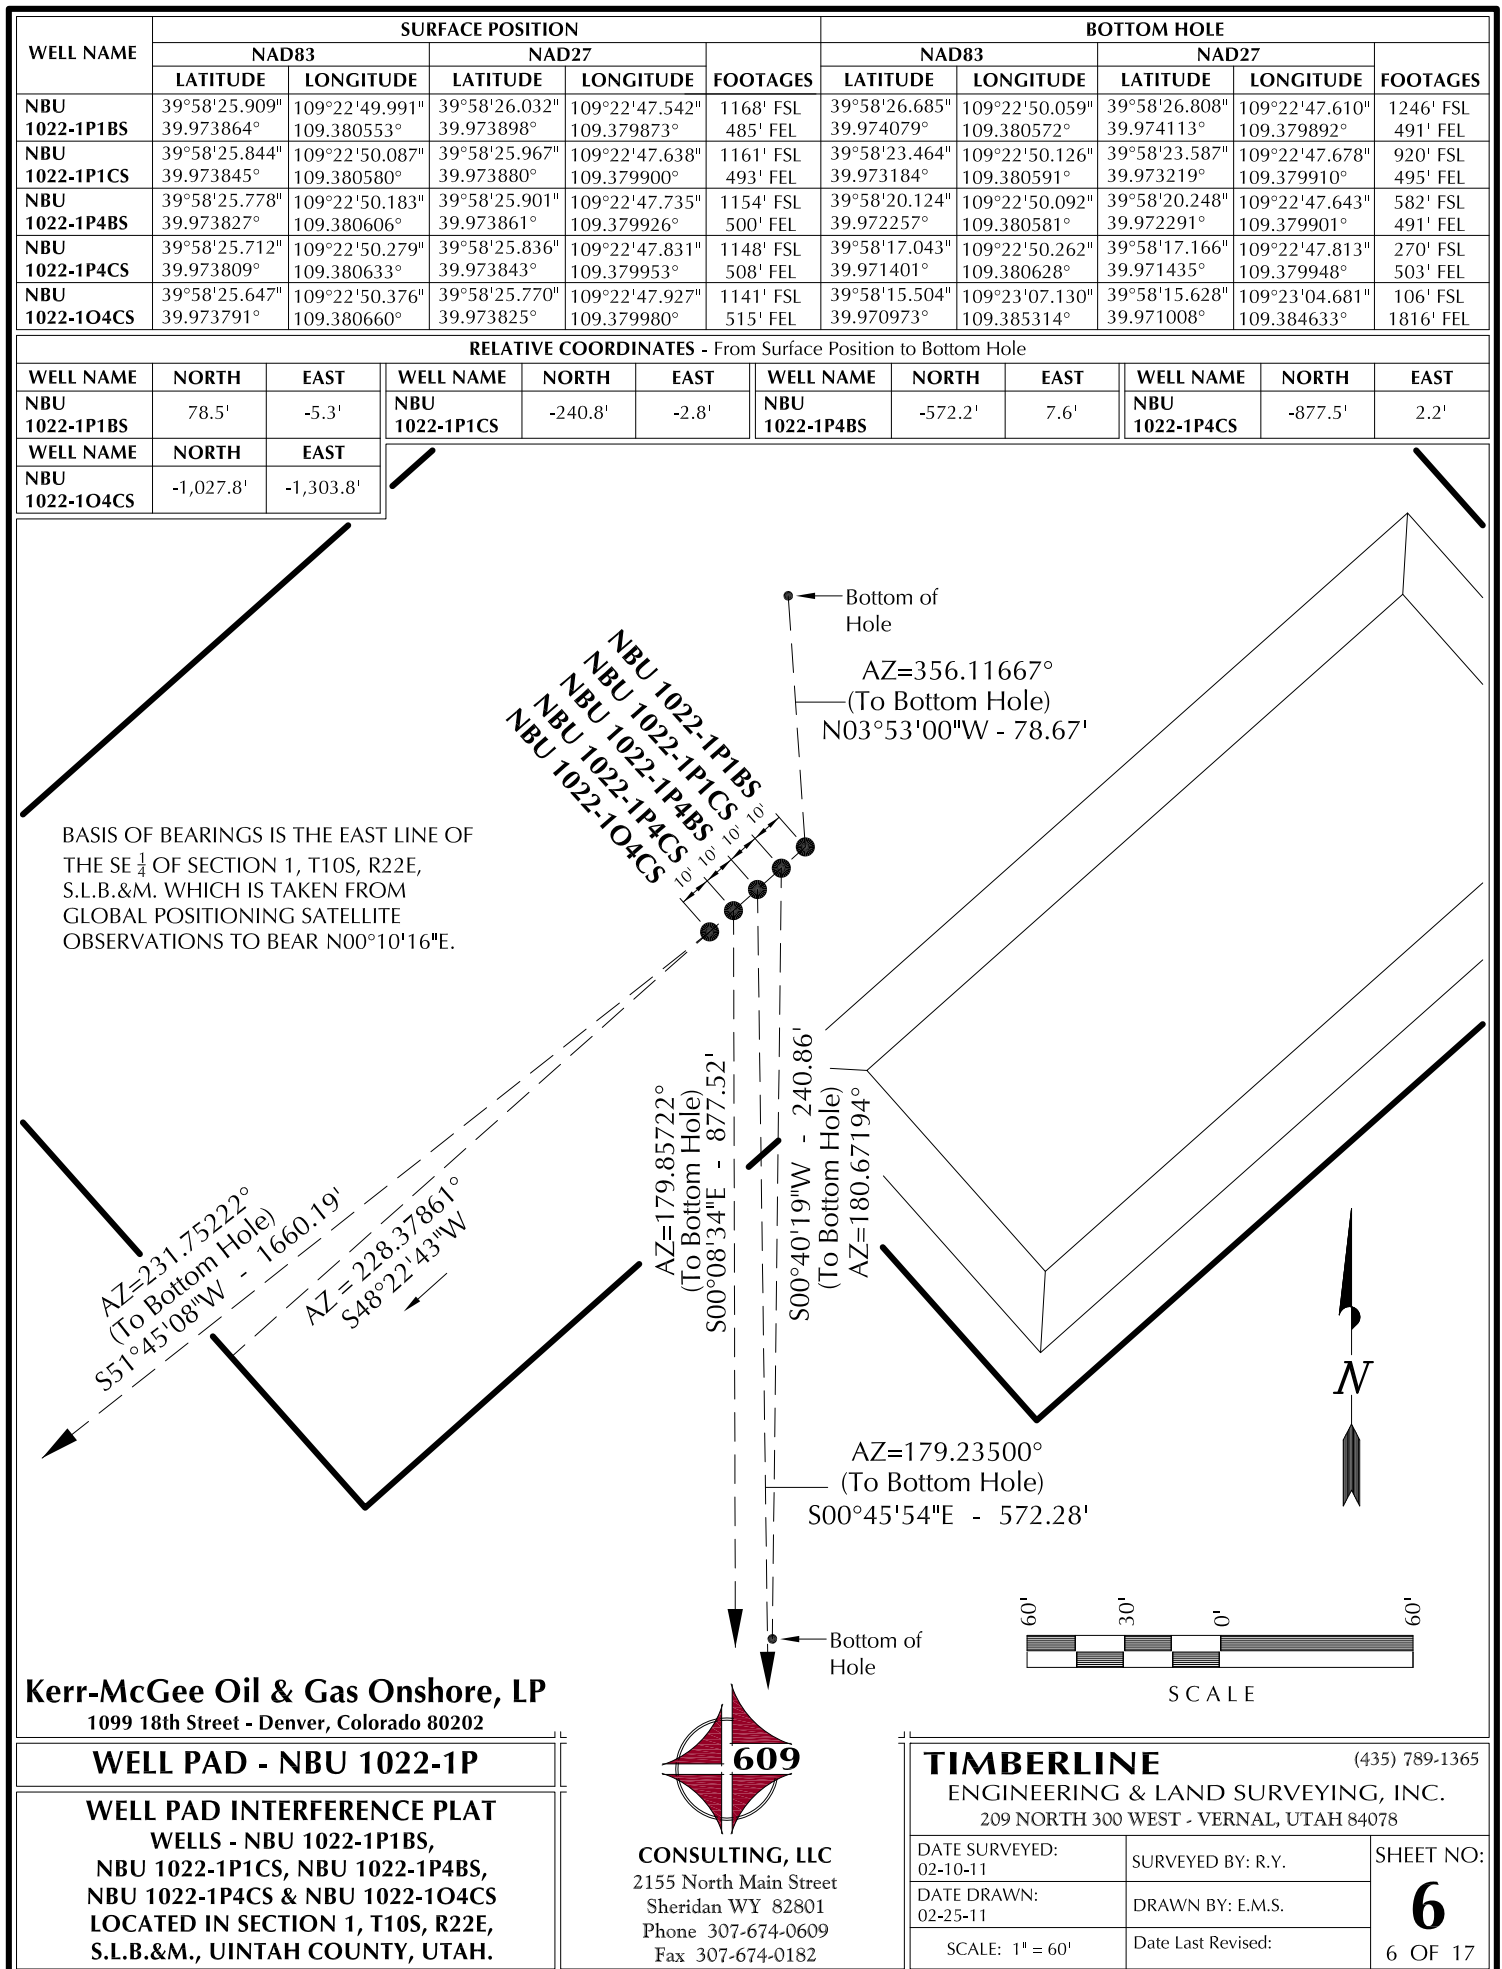 WELL NAME SURFACE POSITION BOTTOM HOLE
NAD83 NAD27 FOOTAGES NAD83 NAD27 FOOTAGES
LATITUDE LONGITUDE LATITUDE LONGITUDE LATITUDE LONGITUDE LATITUDE LONGITUDE
NBU 39°58'25.909" 109°22'49.991" 39°58'26.032" 109°22'47.542" 1168' FSL 39°58'26.685" 109°22'50.059" 39°58'26.808" 109°22'47.610" 1246' FSL
1022-1P1BS 39.973864° 109.380553° 39.973898° 109.379873° 485' FEL 39.974079° 109.380572° 39.974113° 109.379892° 491' FEL
NBU 39°58'25.844" 109°22'50.087" 39°58'25.967" 109°22'47.638" 1161' FSL 39°58'23.464" 109°22'50.126" 39°58'23.587" 109°22'47.678" 920' FSL
1022-1P1CS 39.973845° 109.380580° 39.973880° 109.379900° 493' FEL 39.973184° 109.380591° 39.973219° 109.379910° 495' FEL
NBU 39°58'25.778" 109°22'50.183" 39°58'25.901" 109°22'47.735" 1154' FSL 39°58'20.124" 109°22'50.092" 39°58'20.248" 109°22'47.643" 582' FSL
1022-1P4BS 39.973827° 109.380606° 39.973861° 109.379926° 500' FEL 39.972257° 109.380581° 39.972291° 109.379901° 491' FEL
NBU 39°58'25.712" 109°22'50.279" 39°58'25.836" 109°22'47.831" 1148' FSL 39°58'17.043" 109°22'50.262" 39°58'17.166" 109°22'47.813" 270' FSL
1022-1P4CS 39.973809° 109.380633° 39.973843° 109.379953° 508' FEL 39.971401° 109.380628° 39.971435° 109.379948° 503' FEL
NBU 39°58'25.647" 109°22'50.376" 39°58'25.770" 109°22'47.927" 1141' FSL 39°58'15.504" 109°23'07.130" 39°58'15.628" 109°23'04.681" 106' FSL
1022-1O4CS 39.973791° 109.380660° 39.973825° 109.379980° 515' FEL 39.970973° 109.385314° 39.971008° 109.384633° 1816' FEL
RELATIVE COORDINATES - From Surface Position to Bottom Hole
WELL NAME NORTH EAST WELL NAME NORTH EAST WELL NAME NORTH EAST WELL NAME NORTH EAST
NBU 1022-1P1BS 78.5' -5.3' NBU 1022-1P1CS -240.8' -2.8' NBU 1022-1P4BS -572.2' 7.6' NBU 1022-1P4CS -877.5' 2.2'
WELL NAME NORTH EAST
NBU 1022-1O4CS -1,027.8' -1,303.8'
Bottom of
Hole
AZ=356.11667°
(To Bottom Hole)
N03°53'00"W - 78.67'
NBU 1022-1P1BS
NBU 1022-1P1CS
NBU 1022-1P4BS
NBU 1022-1P4CS
NBU 1022-1O4CS
10' 10' 10' 10'
BASIS OF BEARINGS IS THE EAST LINE OF
THE SE 1/4 OF SECTION 1, T10S, R22E,
S.L.B.&M. WHICH IS TAKEN FROM
GLOBAL POSITIONING SATELLITE
OBSERVATIONS TO BEAR N00°10'16"E.
AZ=179.85722°
(To Bottom Hole)
S00°08'34"E - 877.52'
S00°40'19"W - 240.86'
(To Bottom Hole)
AZ=180.67194°
AZ=231.75222°
(To Bottom Hole)
S51°45'08"W - 1660.19'
AZ = 228.37861°
S48°22'43"W
N
AZ=179.23500°
(To Bottom Hole)
S00°45'54"E - 572.28'
60' 30' 0' 60'
SCALE
Bottom of
Hole
Kerr-McGee Oil & Gas Onshore, LP
1099 18th Street - Denver, Colorado 80202
WELL PAD - NBU 1022-1P
WELL PAD INTERFERENCE PLAT
WELLS - NBU 1022-1P1BS,
NBU 1022-1P1CS, NBU 1022-1P4BS,
NBU 1022-1P4CS & NBU 1022-1O4CS
LOCATED IN SECTION 1, T10S, R22E,
S.L.B.&M., UINTAH COUNTY, UTAH.
609
CONSULTING, LLC
2155 North Main Street
Sheridan WY 82801
Phone 307-674-0609
Fax 307-674-0182
TIMBERLINE (435) 789-1365
ENGINEERING & LAND SURVEYING, INC.
209 NORTH 300 WEST - VERNAL, UTAH 84078
DATE SURVEYED:
02-10-11
SURVEYED BY: R.Y.
DATE DRAWN:
02-25-11
DRAWN BY: E.M.S.
SCALE: 1" = 60'
Date Last Revised:
SHEET NO:
6
6 OF 17